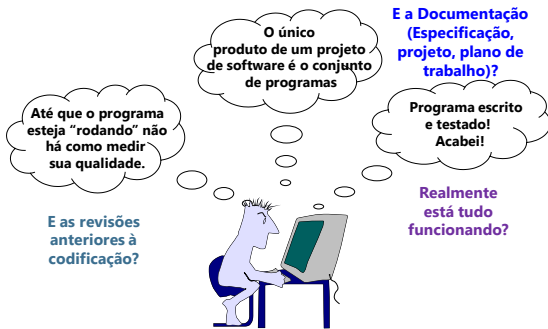 E a Documentação
(Especificação,
projeto, plano de
trabalho)?
O único
produto de um projeto
de software é o conjunto
de programas
Até que o programa
esteja “rodando” não
há como medir
sua qualidade.
Programa escrito
e testado!
Acabei!
E as revisões
anteriores à
codificação?
Realmente
está tudo
funcionando?